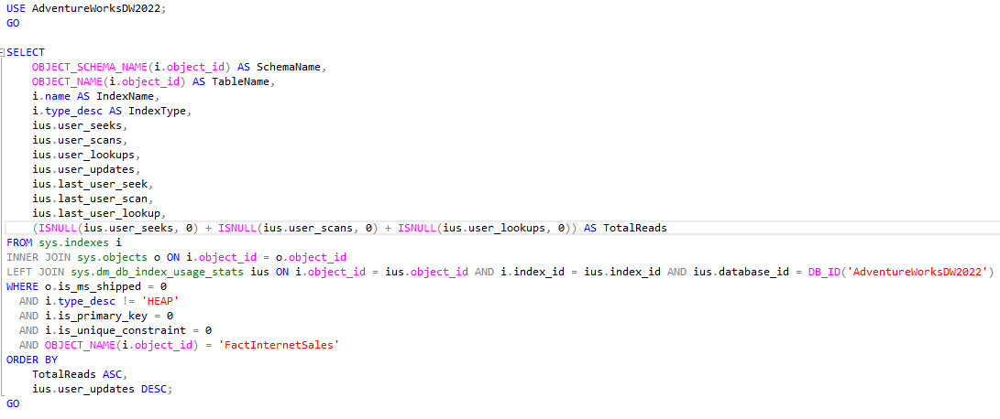 USE AdventureWorksDW2022;
GO
SELECT
OBJECT_SCHEMA_NAME(i.object_id) AS SchemaName,
OBJECT_NAME(i.object_id) AS TableName,
i.name AS IndexName,
i.type_desc AS IndexType,
ius.user_seeks,
ius.user_scans,
ius.user_lookups,
ius.user_updates,
ius.last_user_seek,
ius.last_user_scan,
ius.last_user_lookup,
(ISNULL(ius.user_seeks, 0) + ISNULL(ius.user_scans, 0) + ISNULL(ius.user_lookups, 0)) AS TotalReads
FROM sys.indexes i
INNER JOIN sys.objects o ON i.object_id = o.object_id
LEFT JOIN sys.dm_db_index_usage_stats ius ON i.object_id = ius.object_id AND i.index_id = ius.index_id AND ius.database_id = DB_ID('AdventureWorksDW2022')
WHERE o.is_ms_shipped = 0
AND i.type_desc != 'HEAP'
AND i.is_primary_key = 0
AND i.is_unique_constraint = 0
AND OBJECT_NAME(i.object_id) = 'FactInternetSales'
ORDER BY
TotalReads ASC,
ius.user_updates DESC;
GO